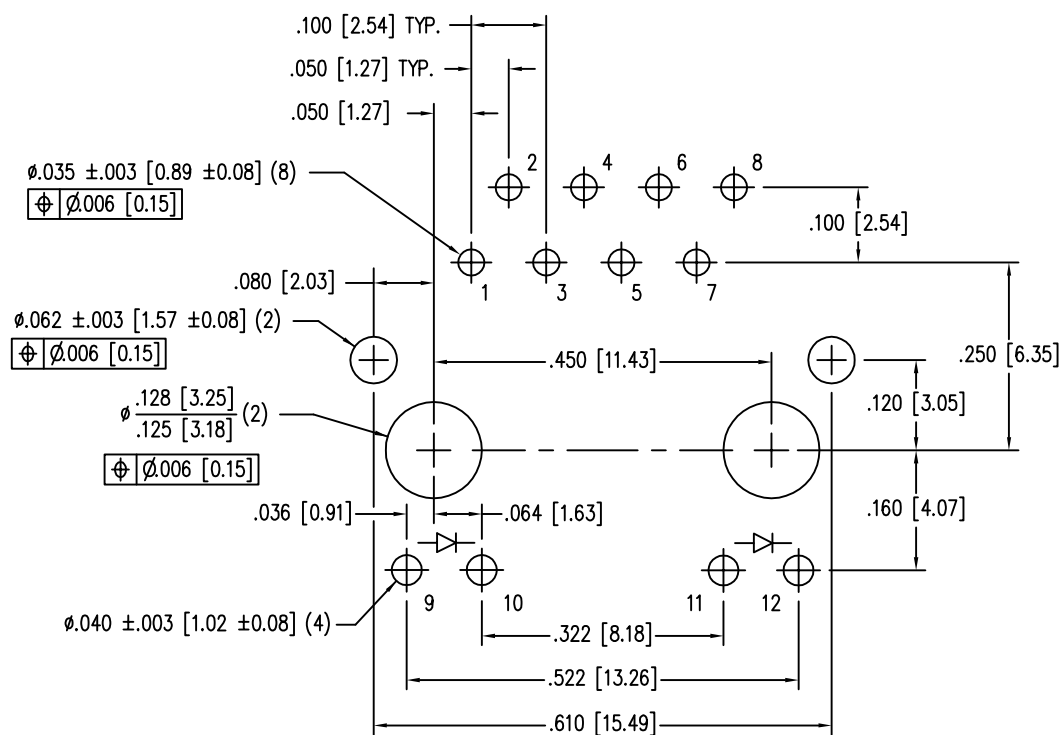 .100 [2.54] TYP.
.050 [1.27] TYP.
.050 [1.27]
2 4 6 8
ø.035 ±.003 [0.89 ±0.08] (8)
⌖ Ø.006 [0.15]
.100 [2.54]
.080 [2.03]
1 3 5 7
ø.062 ±.003 [1.57 ±0.08] (2)
⌖ Ø.006 [0.15]
.450 [11.43]
.250 [6.35]
.120 [3.05]
ø .128 [3.25]
.125 [3.18] (2)
⌖ Ø.006 [0.15]
.160 [4.07]
.036 [0.91]
.064 [1.63]
9 10 11 12
ø.040 ±.003 [1.02 ±0.08] (4)
.322 [8.18]
.522 [13.26]
.610 [15.49]